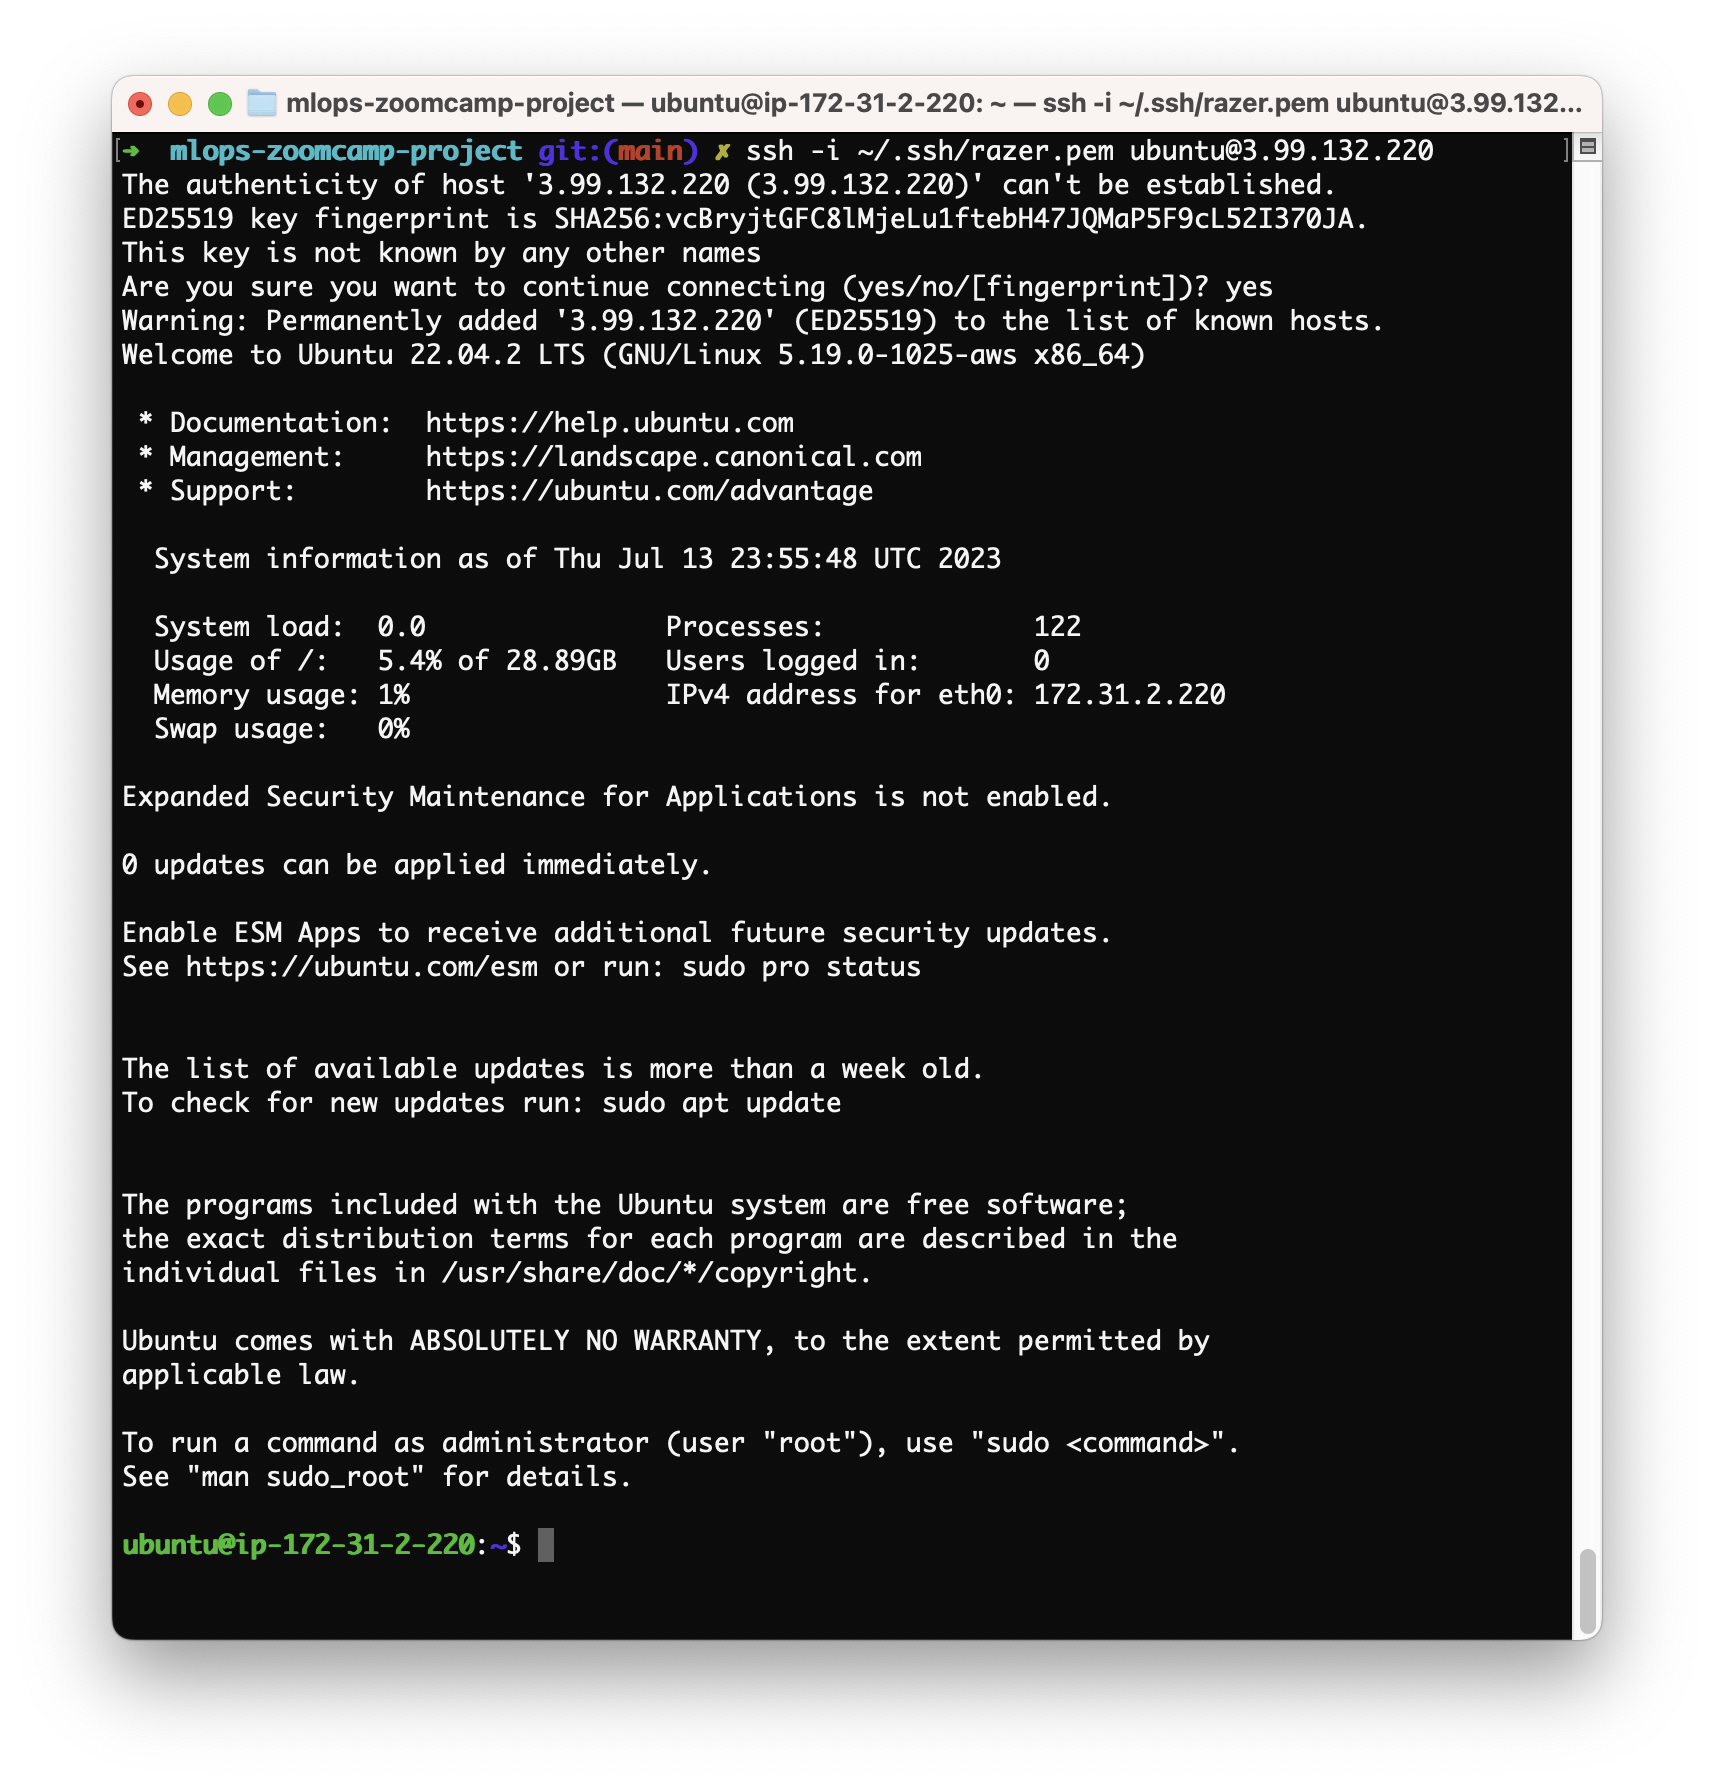 mlops-zoomcamp-project — ubuntu@ip-172-31-2-220: ~ — ssh -i ~/.ssh/razer.pem ubuntu@3.99.132...
[➜  mlops-zoomcamp-project git:(main) ✗ ssh -i ~/.ssh/razer.pem ubuntu@3.99.132.220 ]
The authenticity of host '3.99.132.220 (3.99.132.220)' can't be established.
ED25519 key fingerprint is SHA256:vcBryjtGFC8lMjeLu1ftebH47JQMaP5F9cL52I370JA.
This key is not known by any other names
Are you sure you want to continue connecting (yes/no/[fingerprint])? yes
Warning: Permanently added '3.99.132.220' (ED25519) to the list of known hosts.
Welcome to Ubuntu 22.04.2 LTS (GNU/Linux 5.19.0-1025-aws x86_64)
 * Documentation:  https://help.ubuntu.com
 * Management:     https://landscape.canonical.com
 * Support:        https://ubuntu.com/advantage
  System information as of Thu Jul 13 23:55:48 UTC 2023
  System load:  0.0               Processes:             122
  Usage of /:   5.4% of 28.89GB   Users logged in:       0
  Memory usage: 1%                IPv4 address for eth0: 172.31.2.220
  Swap usage:   0%
Expanded Security Maintenance for Applications is not enabled.
0 updates can be applied immediately.
Enable ESM Apps to receive additional future security updates.
See https://ubuntu.com/esm or run: sudo pro status
The list of available updates is more than a week old.
To check for new updates run: sudo apt update
The programs included with the Ubuntu system are free software;
the exact distribution terms for each program are described in the
individual files in /usr/share/doc/*/copyright.
Ubuntu comes with ABSOLUTELY NO WARRANTY, to the extent permitted by
applicable law.
To run a command as administrator (user "root"), use "sudo <command>".
See "man sudo_root" for details.
ubuntu@ip-172-31-2-220:~$